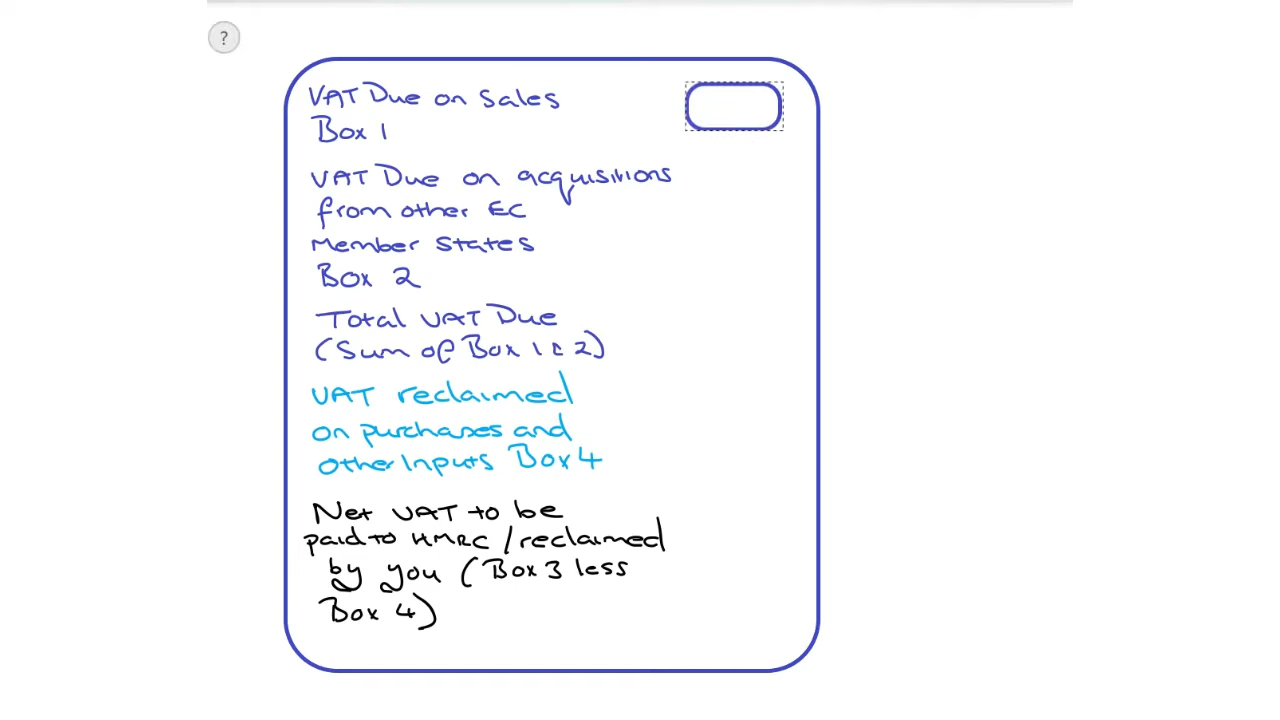 ?
VAT Due on Sales
Box 1
VAT Due on acquisitions
from other EC
Member States
Box 2
Total VAT Due
(Sum of Box 1 & 2)
VAT reclaimed
on purchases and
other Inputs Box 4
Net VAT to be
paid to HMRC / reclaimed
by you (Box 3 less
Box 4)